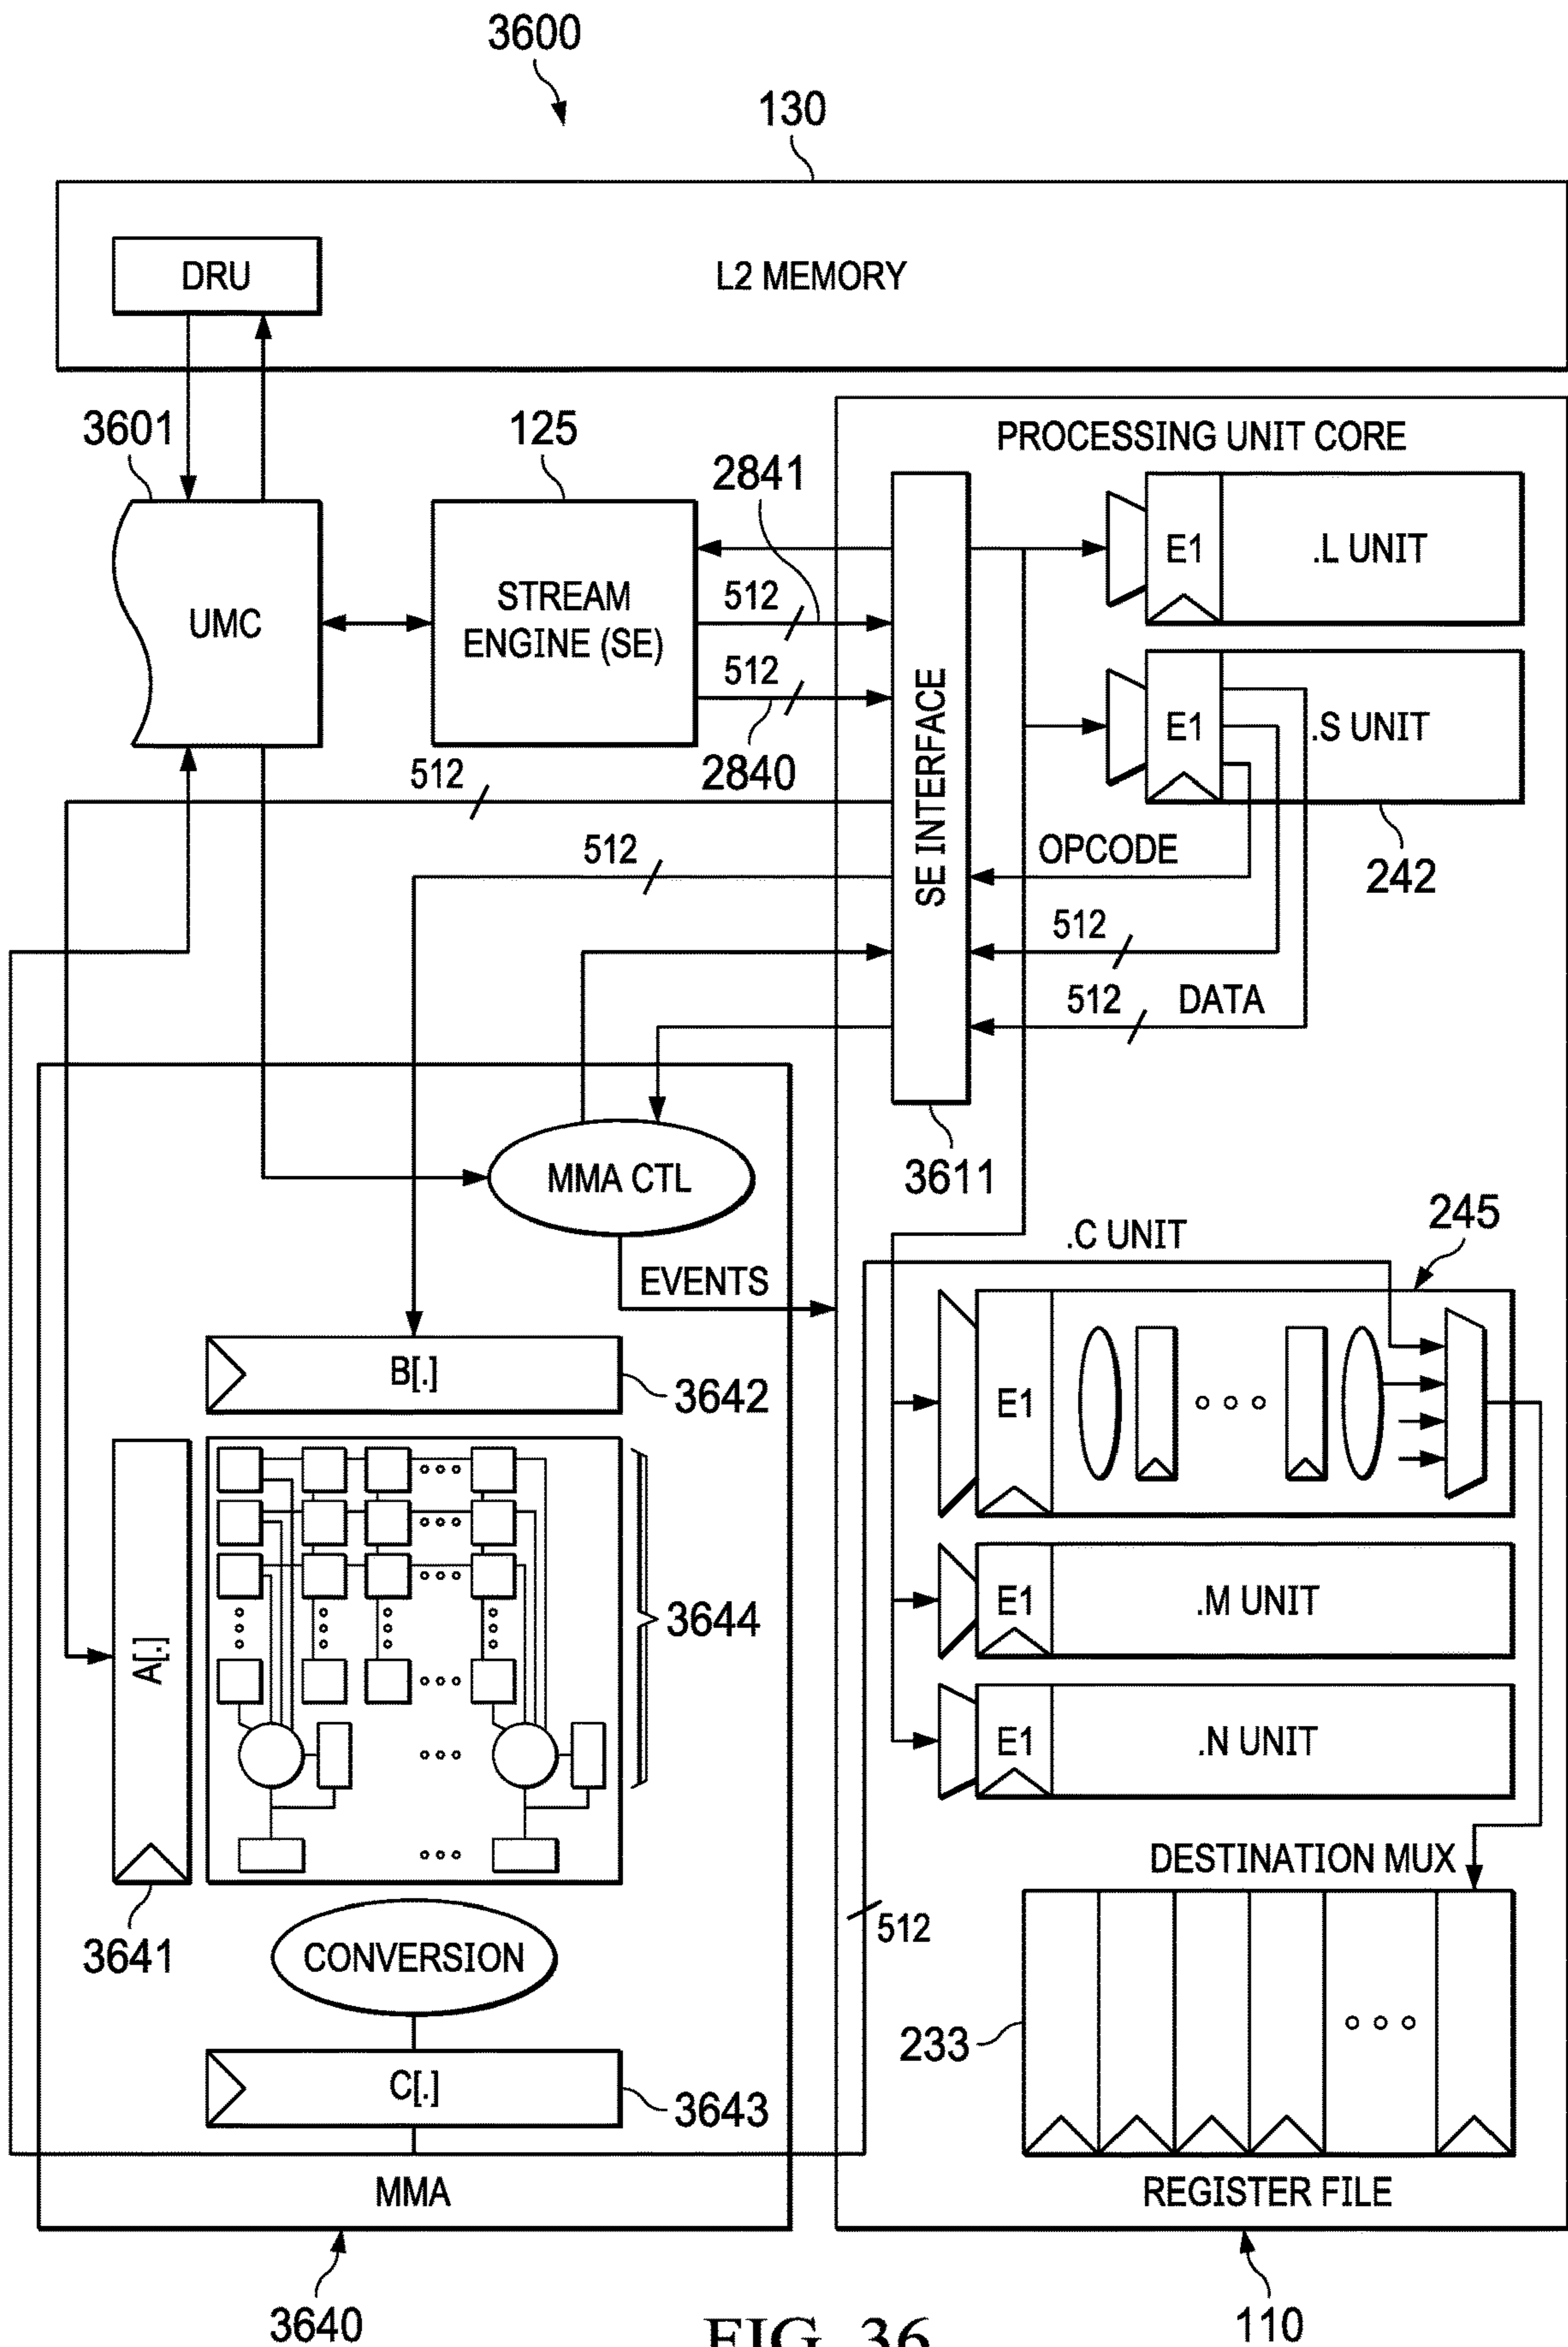 3600
130
DRU
L2 MEMORY
3601
125
2841
PROCESSING UNIT CORE
UMC
STREAM
ENGINE (SE)
512
512
2840
SE INTERFACE
E1
.L UNIT
E1
.S UNIT
242
512
512
OPCODE
512
512
DATA
3611
MMA CTL
EVENTS
.C UNIT
245
B[.]
3642
E1
A[.]
3644
E1
.M UNIT
E1
.N UNIT
3641
CONVERSION
DESTINATION MUX
512
233
C[.]
3643
MMA
REGISTER FILE
3640
110
FIG. 36